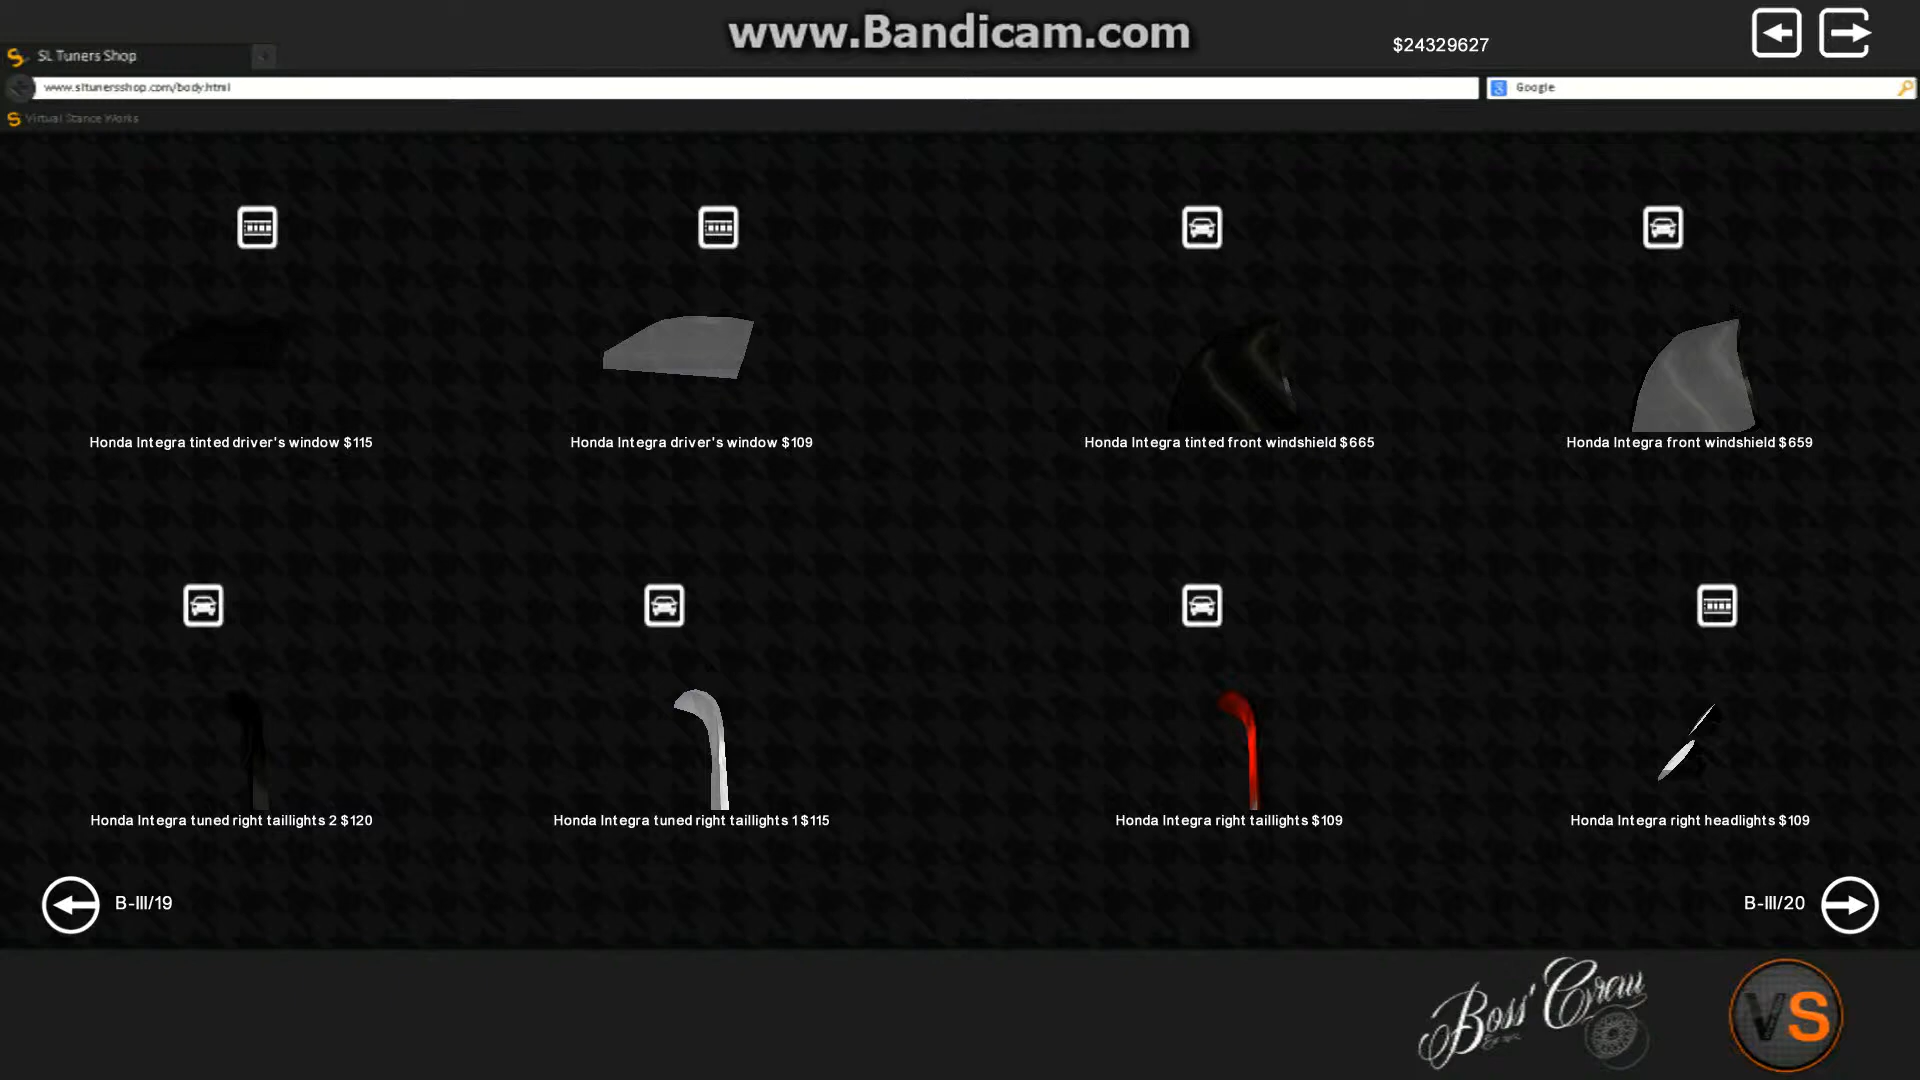 www.Bandicam.com
$24329627
SL Tuners Shop
www.sltunersshop.com/body.html
Google
Virtual Stance Works
Honda Integra tinted driver's window $115
Honda Integra driver's window $109
Honda Integra tinted front windshield $665
Honda Integra front windshield $659
Honda Integra tuned right taillights 2 $120
Honda Integra tuned right taillights 1 $115
Honda Integra right taillights $109
Honda Integra right headlights $109
B-III/19
B-III/20
Boss' Crew
VS